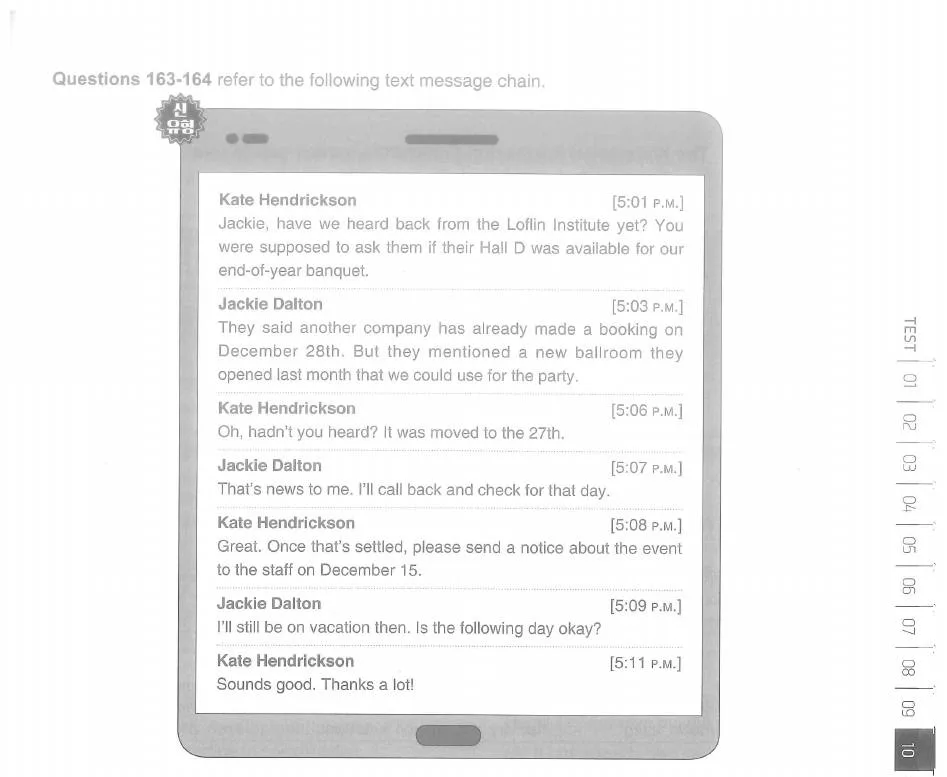 Questions 163-164 refer to the following text message chain.
신
유형
Kate Hendrickson [5:01 P.M.]
Jackie, have we heard back from the Loflin Institute yet? You
were supposed to ask them if their Hall D was available for our
end-of-year banquet.
Jackie Dalton [5:03 P.M.]
They said another company has already made a booking on
December 28th. But they mentioned a new ballroom they
opened last month that we could use for the party.
Kate Hendrickson [5:06 P.M.]
Oh, hadn't you heard? It was moved to the 27th.
Jackie Dalton [5:07 P.M.]
That's news to me. I'll call back and check for that day.
Kate Hendrickson [5:08 P.M.]
Great. Once that's settled, please send a notice about the event
to the staff on December 15.
Jackie Dalton [5:09 P.M.]
I'll still be on vacation then. Is the following day okay?
Kate Hendrickson [5:11 P.M.]
Sounds good. Thanks a lot!
TEST
01
02
03
04
05
06
07
08
09
10